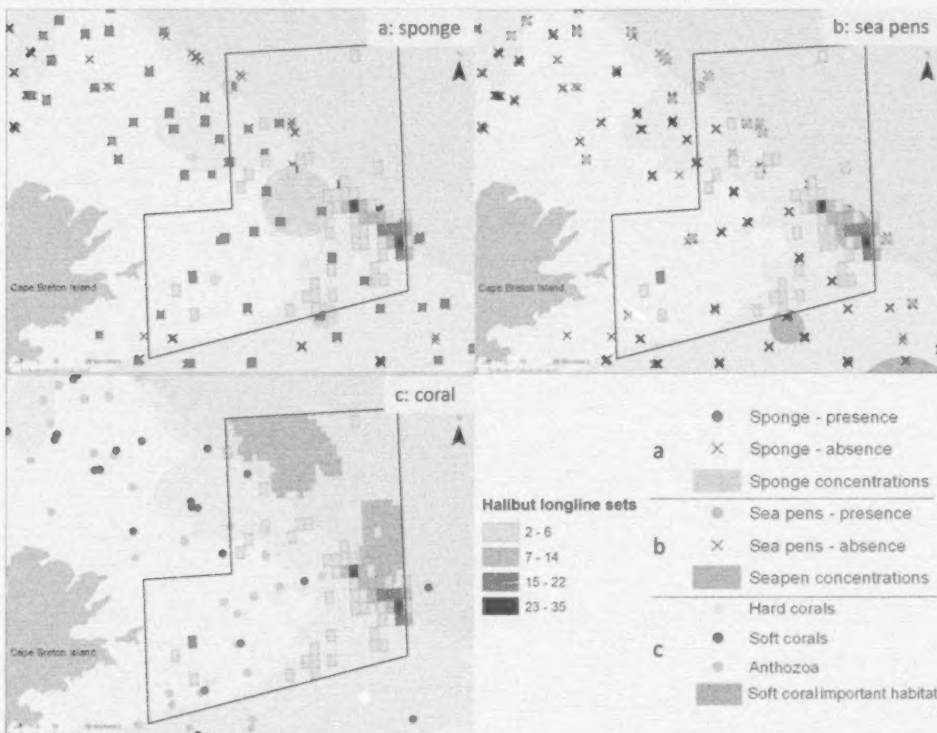 a: sponge
b: sea pens
Cape Breton Island
Cape Breton Island
c: coral
Cape Breton Island
Halibut longline sets
2 - 6
7 - 14
15 - 22
23 - 35
a
Sponge - presence
Sponge - absence
Sponge concentrations
b
Sea pens - presence
Sea pens - absence
Seapen concentrations
c
Hard corals
Soft corals
Anthozoa
Soft coral important habitat